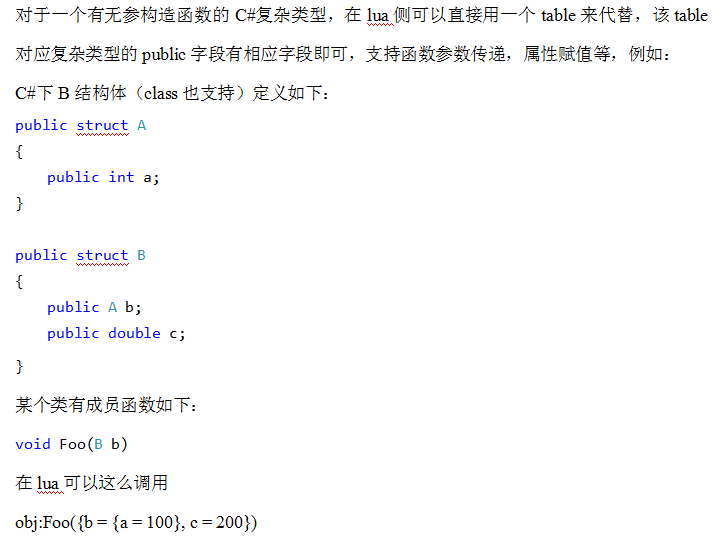 对于一个有无参构造函数的 C#复杂类型，在 lua 侧可以直接用一个 table 来代替，该 table
对应复杂类型的 public 字段有相应字段即可，支持函数参数传递，属性赋值等，例如：
C#下 B 结构体（class 也支持）定义如下：
public struct A
{
    public int a;
}

public struct B
{
    public A b;
    public double c;
}
某个类有成员函数如下：
void Foo(B b)
在 lua 可以这么调用
obj:Foo({b = {a = 100}, c = 200})